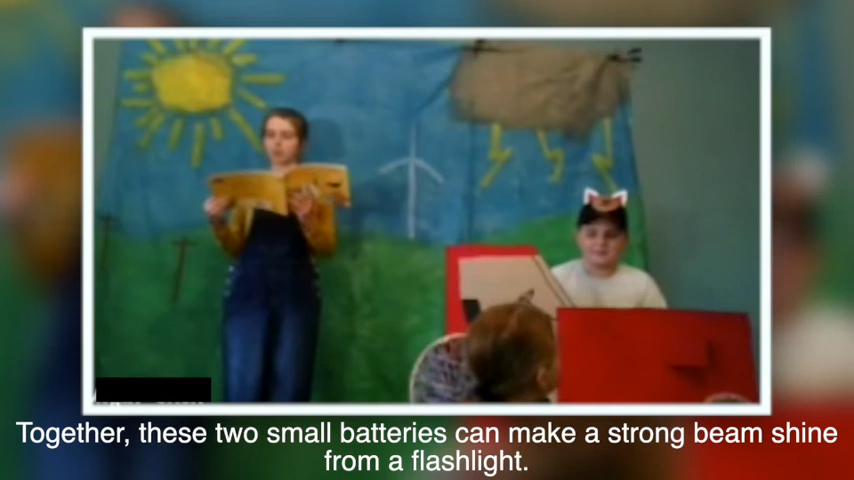 Together, these two small batteries can make a strong beam shine
from a flashlight.